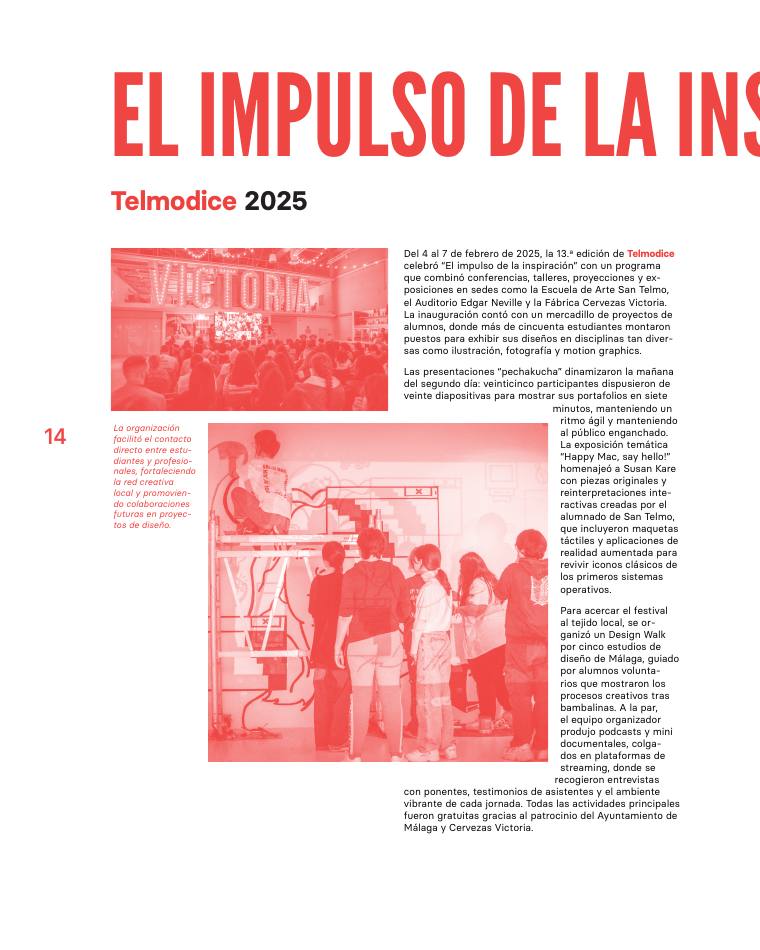 EL IMPULSO DE LA INS
Telmodice 2025
VICTORIA
Del 4 al 7 de febrero de 2025, la 13.ª edición de Telmodice
celebró “El impulso de la inspiración” con un programa
que combinó conferencias, talleres, proyecciones y ex-
posiciones en sedes como la Escuela de Arte San Telmo,
el Auditorio Edgar Neville y la Fábrica Cervezas Victoria.
La inauguración contó con un mercadillo de proyectos de
alumnos, donde más de cincuenta estudiantes montaron
puestos para exhibir sus diseños en disciplinas tan diver-
sas como ilustración, fotografía y motion graphics.
Las presentaciones “pechakucha” dinamizaron la mañana
del segundo día: veinticinco participantes dispusieron de
veinte diapositivas para mostrar sus portafolios en siete
minutos, manteniendo un
ritmo ágil y manteniendo
al público enganchado.
La exposición temática
“Happy Mac, say hello!”
homenajeó a Susan Kare
con piezas originales y
reinterpretaciones inte-
ractivas creadas por el
alumnado de San Telmo,
que incluyeron maquetas
táctiles y aplicaciones de
realidad aumentada para
revivir iconos clásicos de
los primeros sistemas
operativos.
Para acercar el festival
al tejido local, se or-
ganizó un Design Walk
por cinco estudios de
diseño de Málaga, guiado
por alumnos volunta-
rios que mostraron los
procesos creativos tras
bambalinas. A la par,
el equipo organizador
produjo podcasts y mini
documentales, colga-
dos en plataformas de
streaming, donde se
recogieron entrevistas
con ponentes, testimonios de asistentes y el ambiente
vibrante de cada jornada. Todas las actividades principales
fueron gratuitas gracias al patrocinio del Ayuntamiento de
Málaga y Cervezas Victoria.
14
La organización
facilitó el contacto
directo entre estu-
diantes y profesio-
nales, fortaleciendo
la red creativa
local y promovien-
do colaboraciones
futuras en proyec-
tos de diseño.